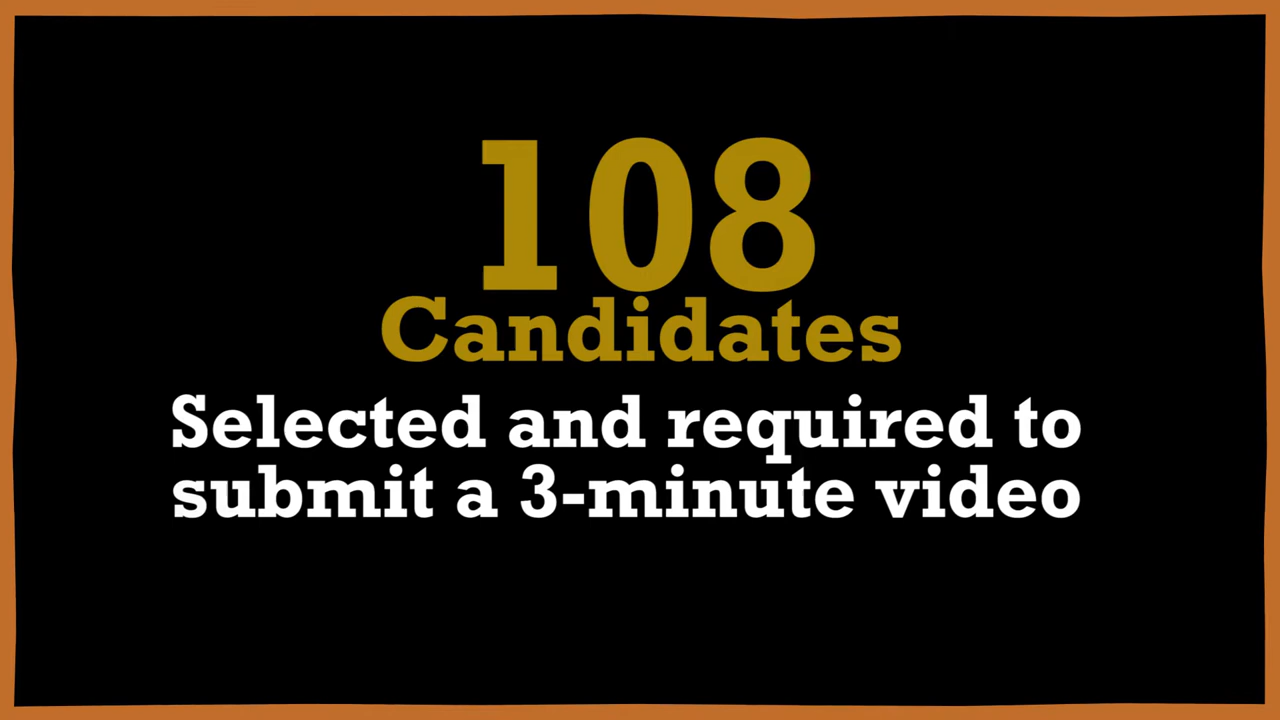 108
Candidates
Selected and required to
submit a 3-minute video